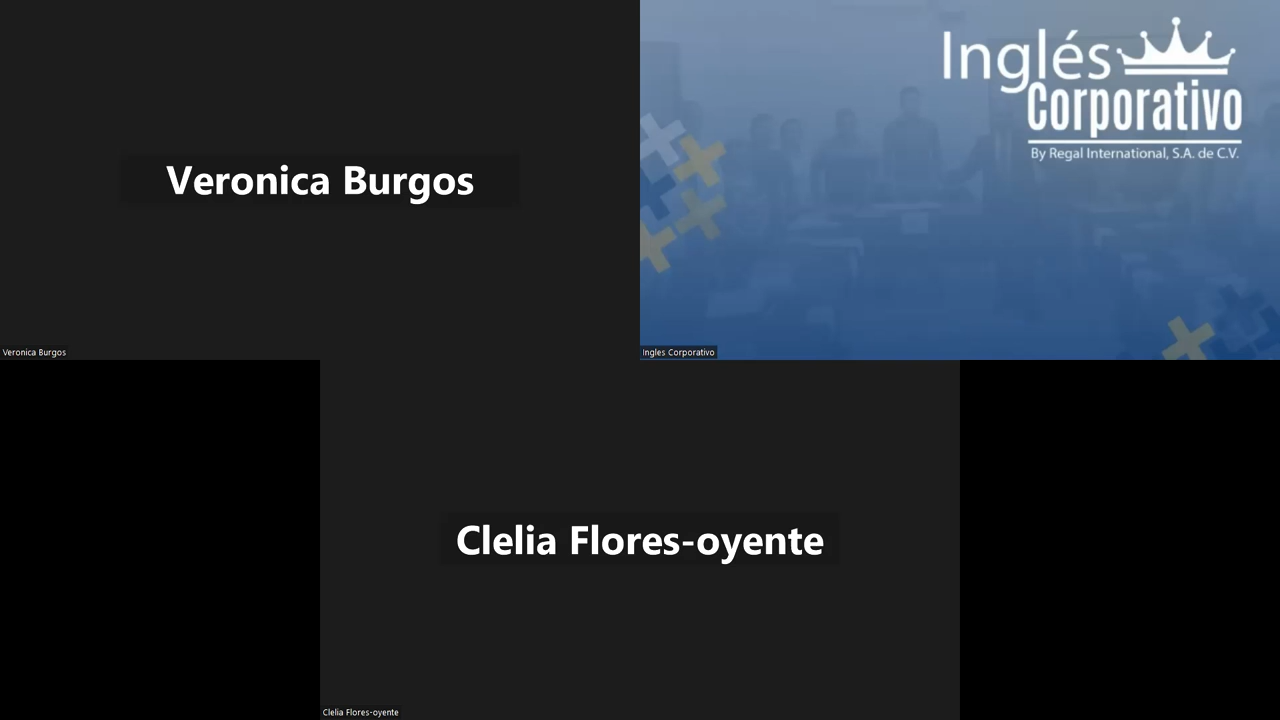 Veronica Burgos
Veronica Burgos
Inglés
Corporativo
By Regal International, S.A. de C.V.
Ingles Corporativo
Clelia Flores-oyente
Clelia Flores-oyente